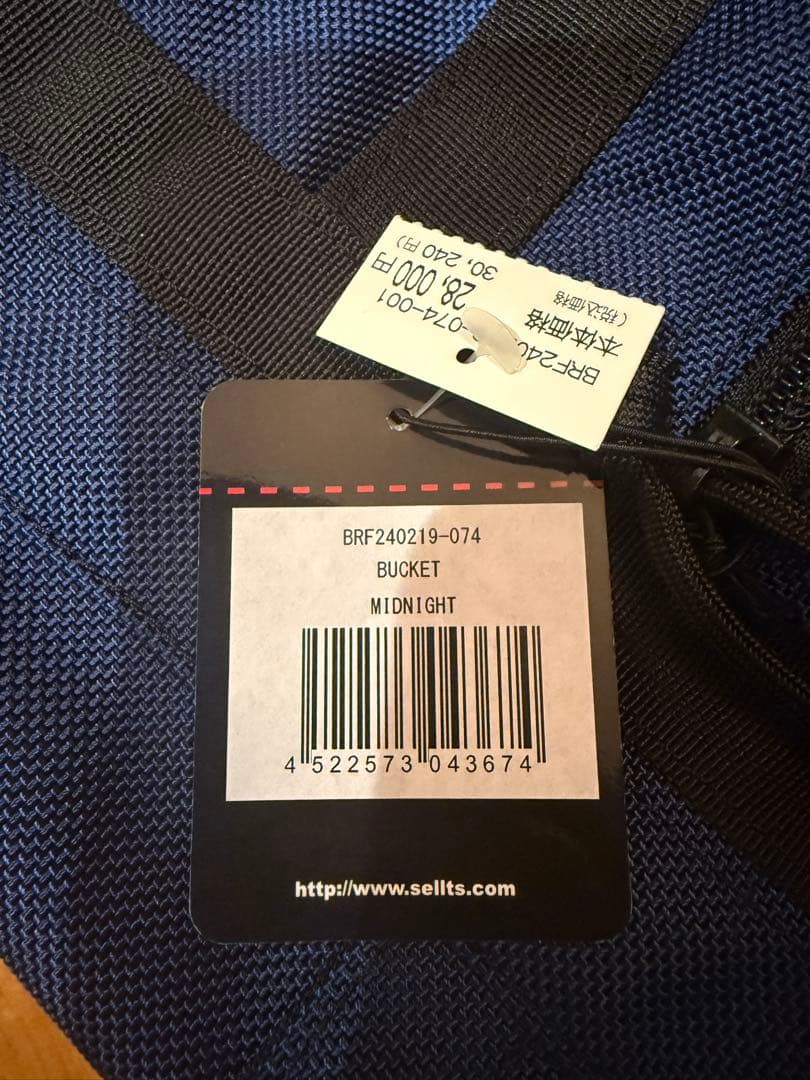 BRF240
-074-001
本体価格
28,000円
(税込価格
30,240円)
BRF240219-074
BUCKET
MIDNIGHT
4 522573 043674
http://www.sellts.com